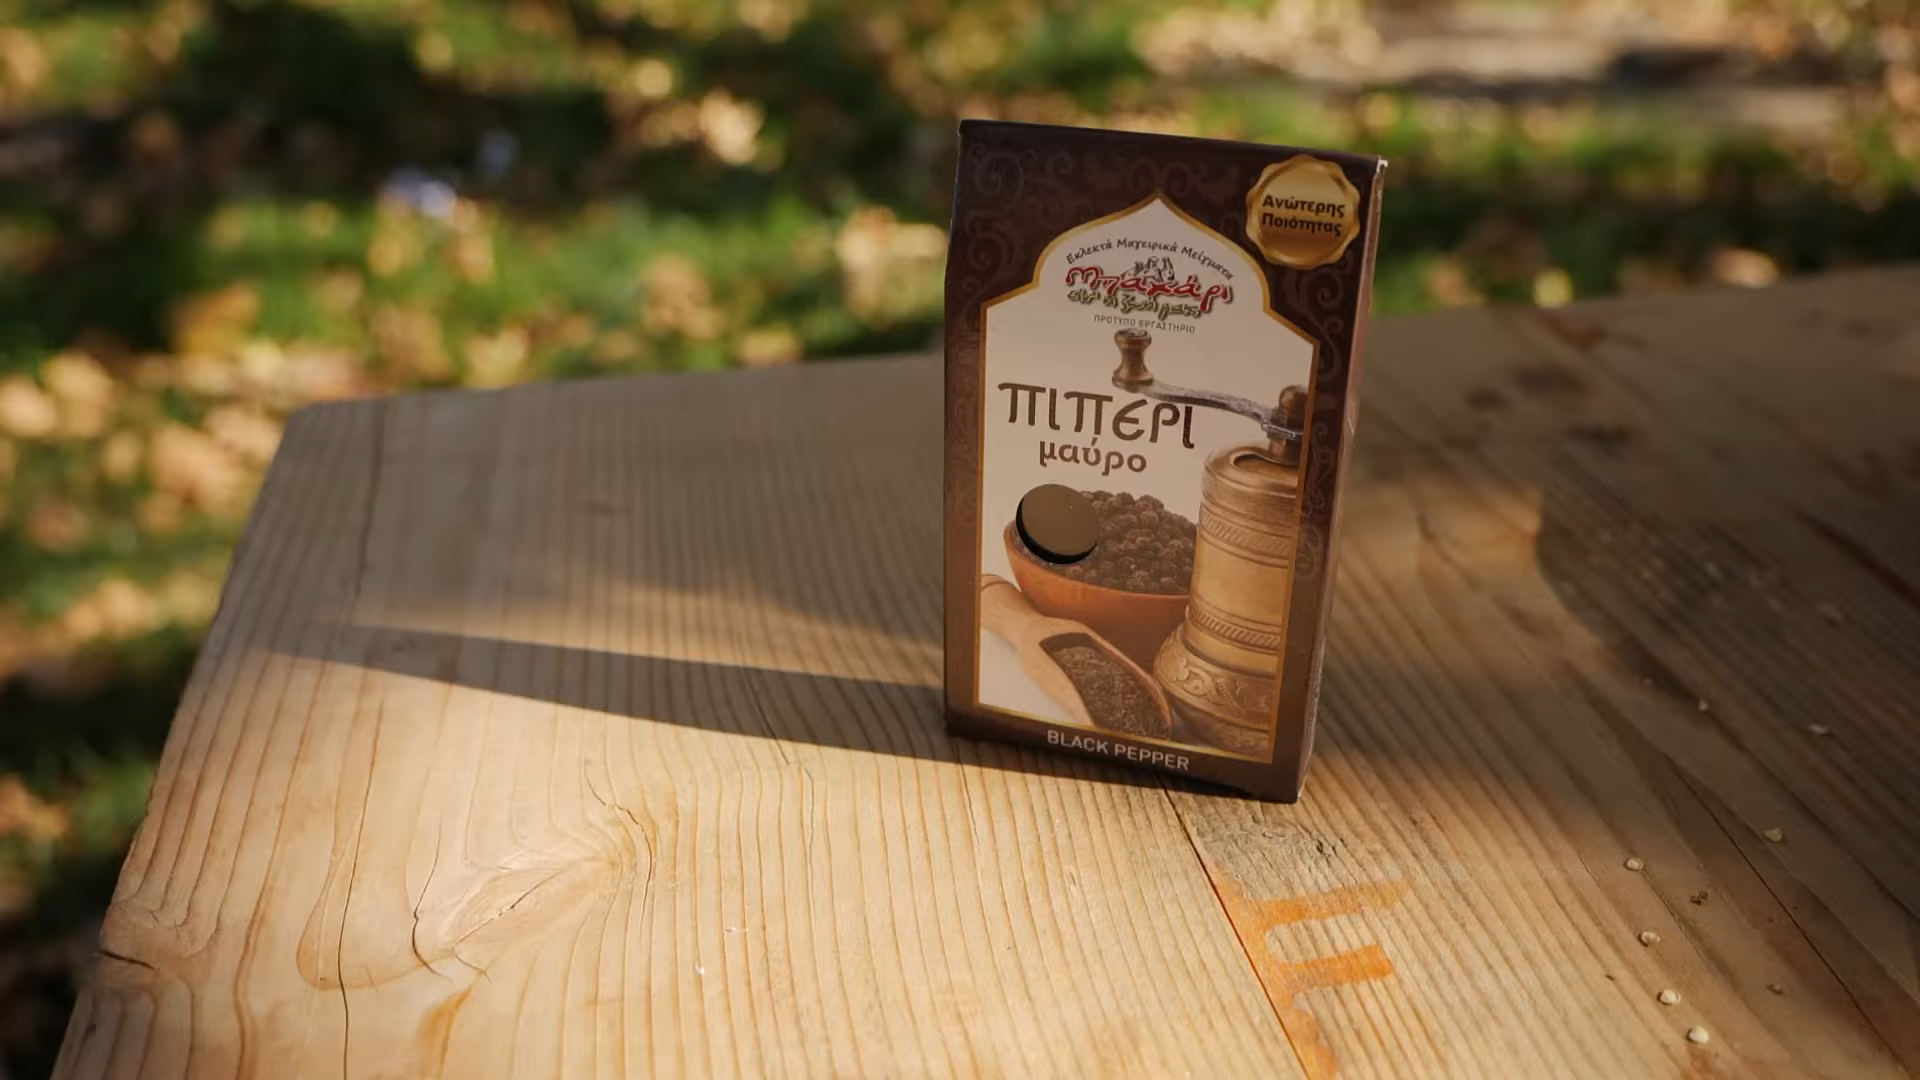 Ανώτερης
Ποιότητας
Εκλεκτά Μαγειρικά Μείγματα
Μπαχάρι
ΠΡΟΤΥΠΟ ΕΡΓΑΣΤΗΡΙΟ
ΠΙΠΕΡΙ
μαύρο
BLACK PEPPER